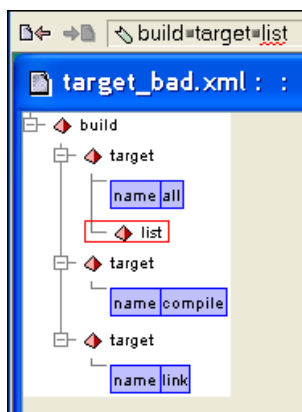 build=target=list
target_bad.xml : :
build
target
name all
list
target
name compile
target
name link